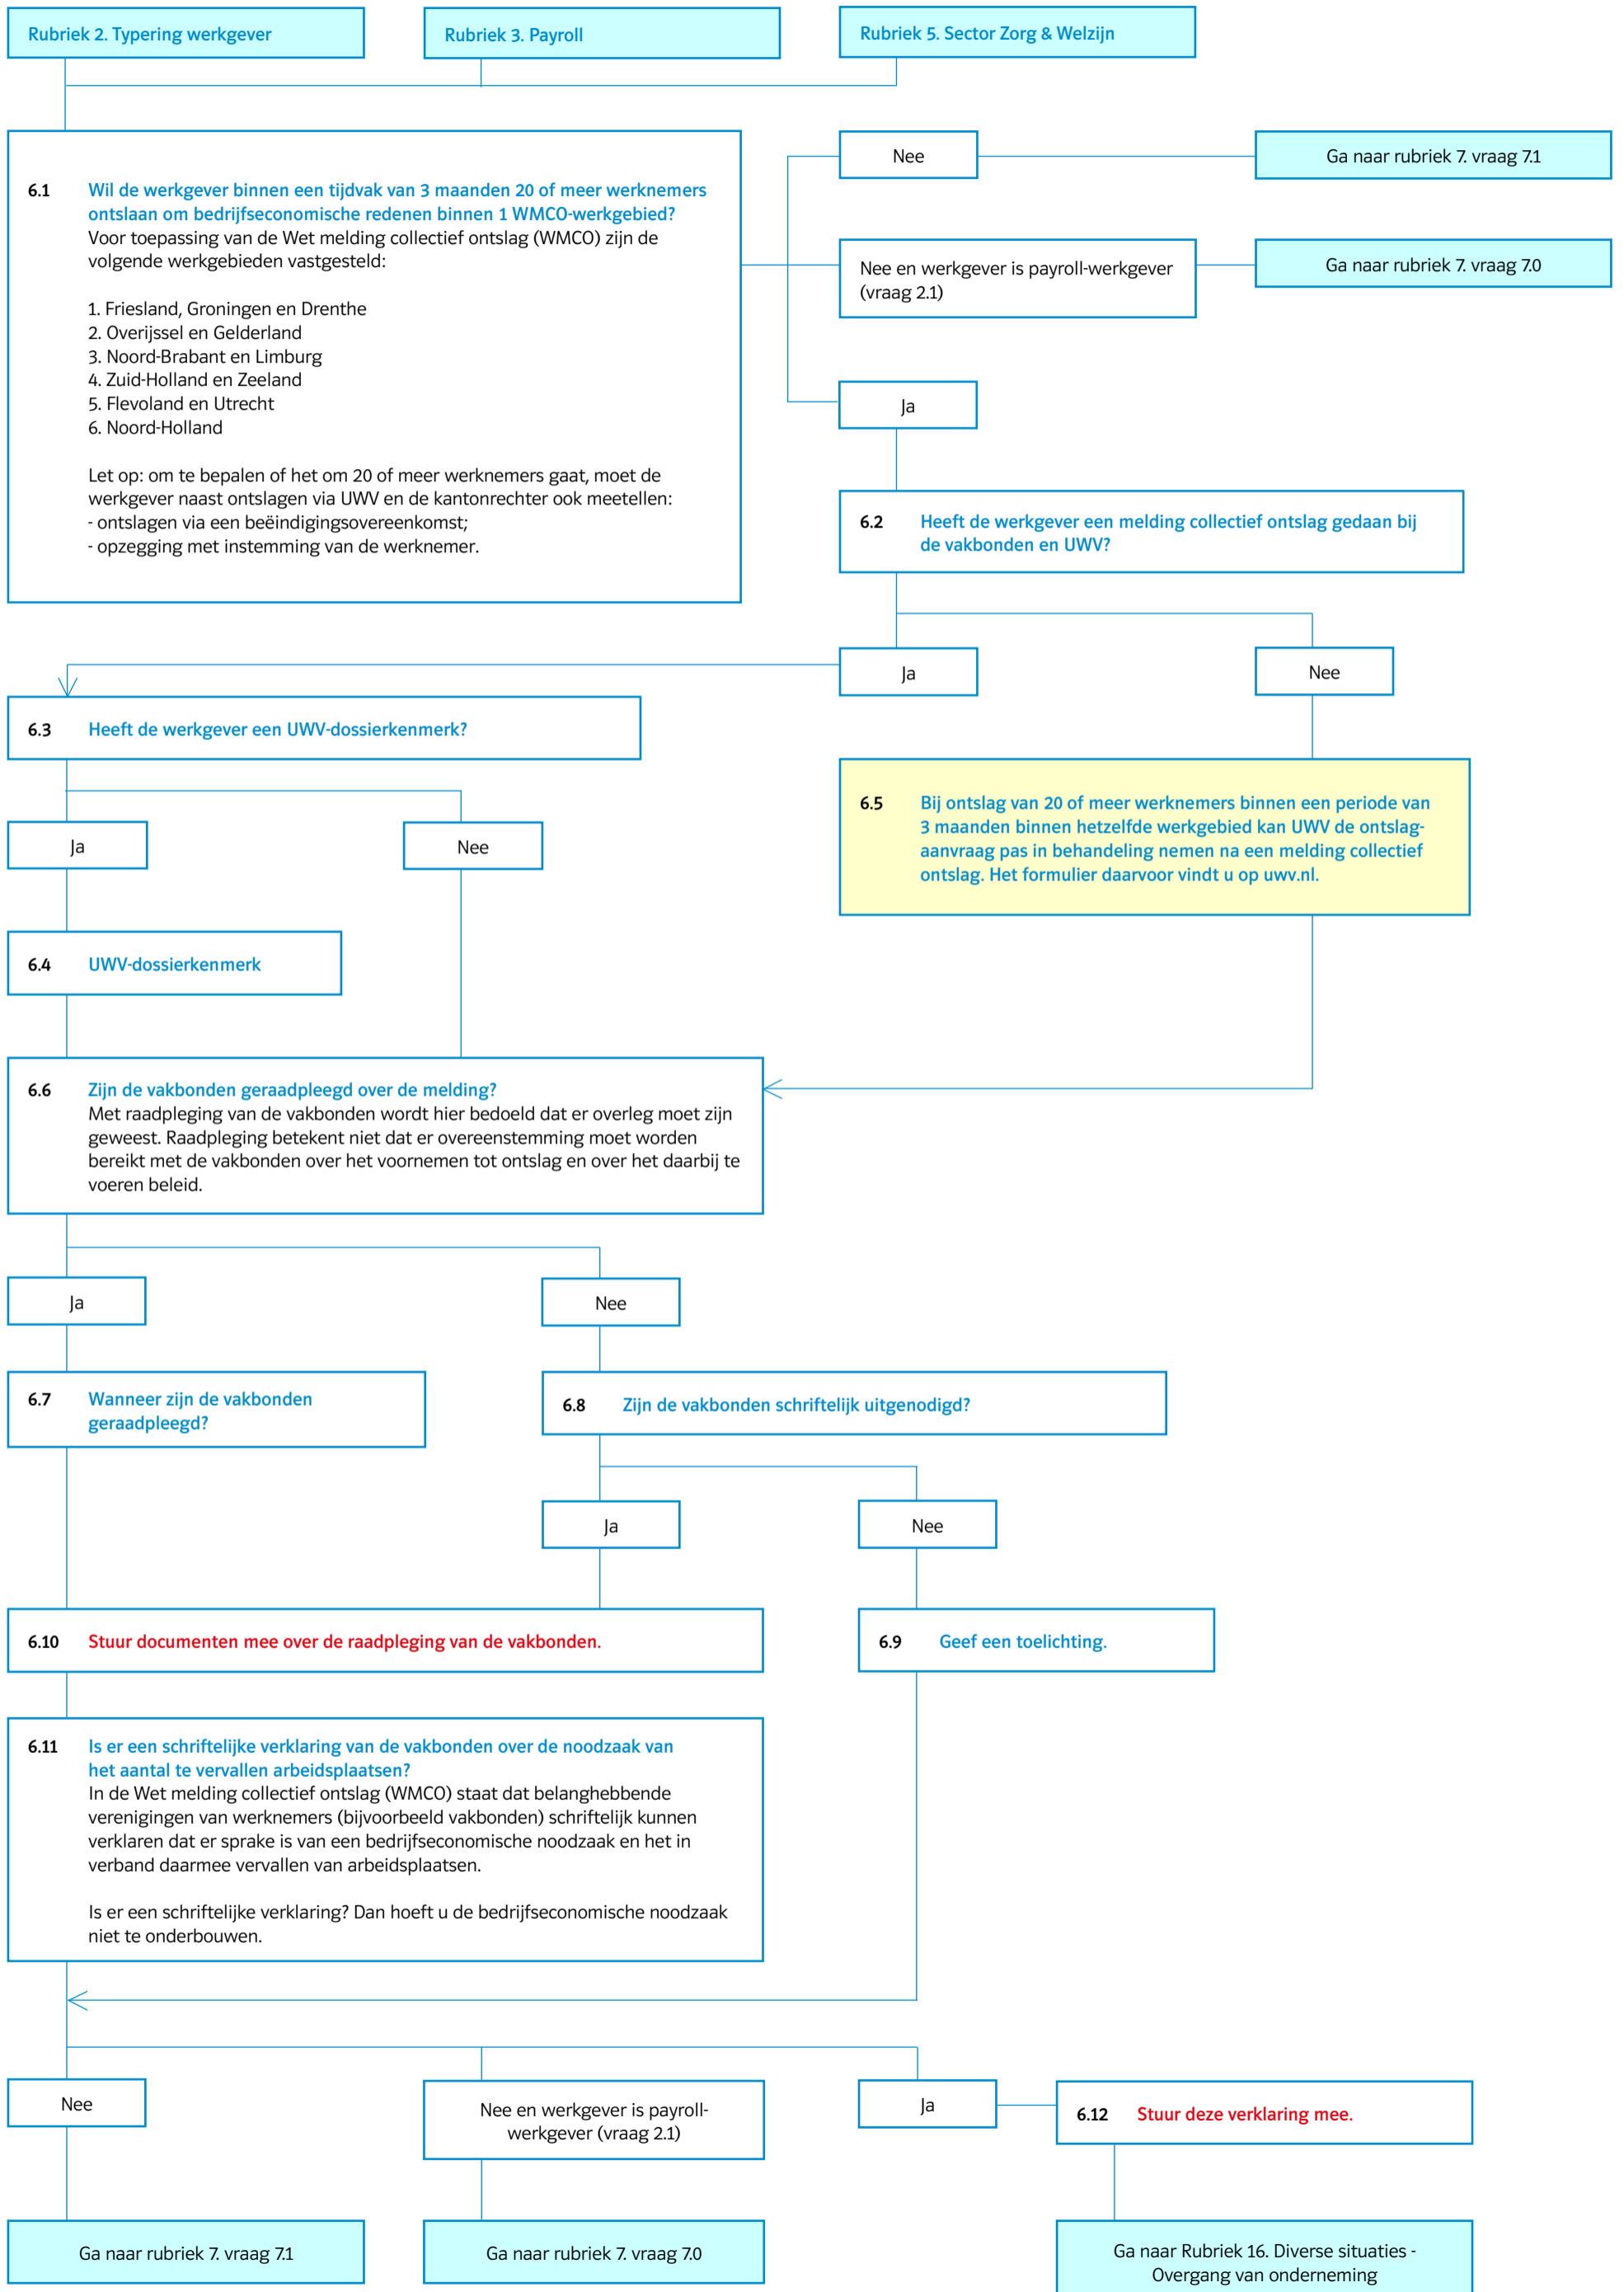 Rubriek 2. Typering werkgever
Rubriek 3. Payroll
Rubriek 5. Sector Zorg & Welzijn
6.1 Wil de werkgever binnen een tijdvak van 3 maanden 20 of meer werknemers
ontslaan om bedrijfseconomische redenen binnen 1 WMCO-werkgebied?
Voor toepassing van de Wet melding collectief ontslag (WMCO) zijn de
volgende werkgebieden vastgesteld:
1. Friesland, Groningen en Drenthe
2. Overijssel en Gelderland
3. Noord-Brabant en Limburg
4. Zuid-Holland en Zeeland
5. Flevoland en Utrecht
6. Noord-Holland
Let op: om te bepalen of het om 20 of meer werknemers gaat, moet de
werkgever naast ontslagen via UWV en de kantonrechter ook meetellen:
- ontslagen via een beëindigingsovereenkomst;
- opzegging met instemming van de werknemer.
Nee
Ga naar rubriek 7. vraag 7.1
Nee en werkgever is payroll-werkgever
(vraag 2.1)
Ga naar rubriek 7. vraag 7.0
Ja
6.2 Heeft de werkgever een melding collectief ontslag gedaan bij
de vakbonden en UWV?
Ja
Nee
6.3 Heeft de werkgever een UWV-dossierkenmerk?
Ja
Nee
6.5 Bij ontslag van 20 of meer werknemers binnen een periode van
3 maanden binnen hetzelfde werkgebied kan UWV de ontslag-
aanvraag pas in behandeling nemen na een melding collectief
ontslag. Het formulier daarvoor vindt u op uwv.nl.
6.4 UWV-dossierkenmerk
6.6 Zijn de vakbonden geraadpleegd over de melding?
Met raadpleging van de vakbonden wordt hier bedoeld dat er overleg moet zijn
geweest. Raadpleging betekent niet dat er overeenstemming moet worden
bereikt met de vakbonden over het voornemen tot ontslag en over het daarbij te
voeren beleid.
Ja
Nee
6.7 Wanneer zijn de vakbonden
geraadpleegd?
6.8 Zijn de vakbonden schriftelijk uitgenodigd?
Ja
Nee
6.10 Stuur documenten mee over de raadpleging van de vakbonden.
6.9 Geef een toelichting.
6.11 Is er een schriftelijke verklaring van de vakbonden over de noodzaak van
het aantal te vervallen arbeidsplaatsen?
In de Wet melding collectief ontslag (WMCO) staat dat belanghebbende
verenigingen van werknemers (bijvoorbeeld vakbonden) schriftelijk kunnen
verklaren dat er sprake is van een bedrijfseconomische noodzaak en het in
verband daarmee vervallen van arbeidsplaatsen.
Is er een schriftelijke verklaring? Dan hoeft u de bedrijfseconomische noodzaak
niet te onderbouwen.
Nee
Nee en werkgever is payroll-
werkgever (vraag 2.1)
Ja
6.12 Stuur deze verklaring mee.
Ga naar rubriek 7. vraag 7.1
Ga naar rubriek 7. vraag 7.0
Ga naar Rubriek 16. Diverse situaties -
Overgang van onderneming